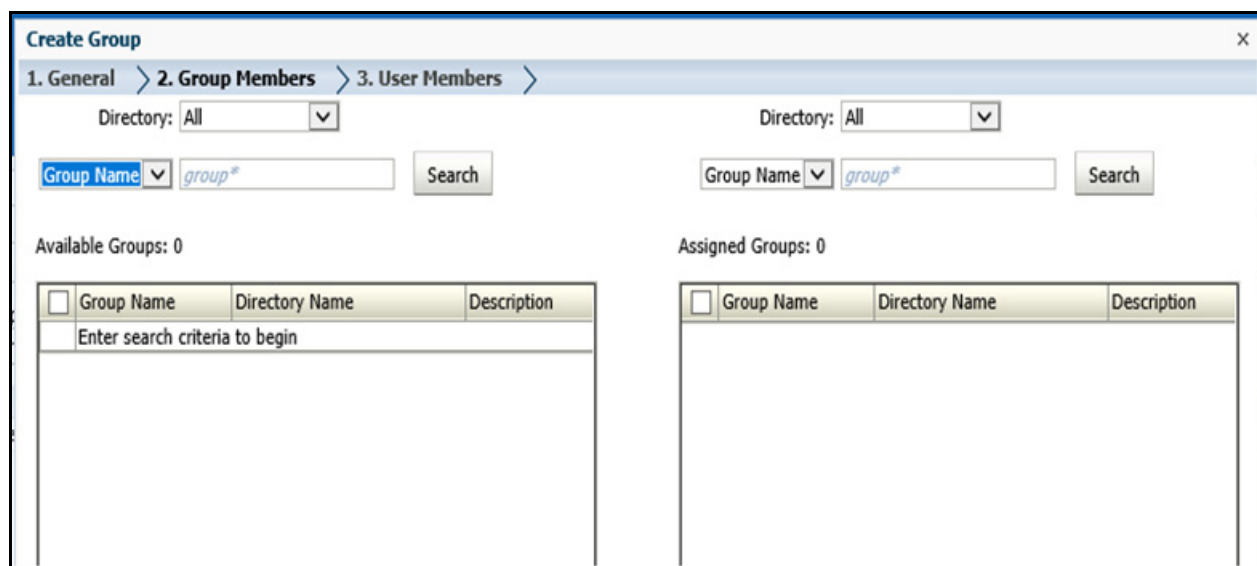 Create Group ×
1. General 2. Group Members 3. User Members
Directory: All Directory: All
Group Name group* Search Group Name group* Search
Available Groups: 0 Assigned Groups: 0
Group Name Directory Name Description Group Name Directory Name Description
Enter search criteria to begin